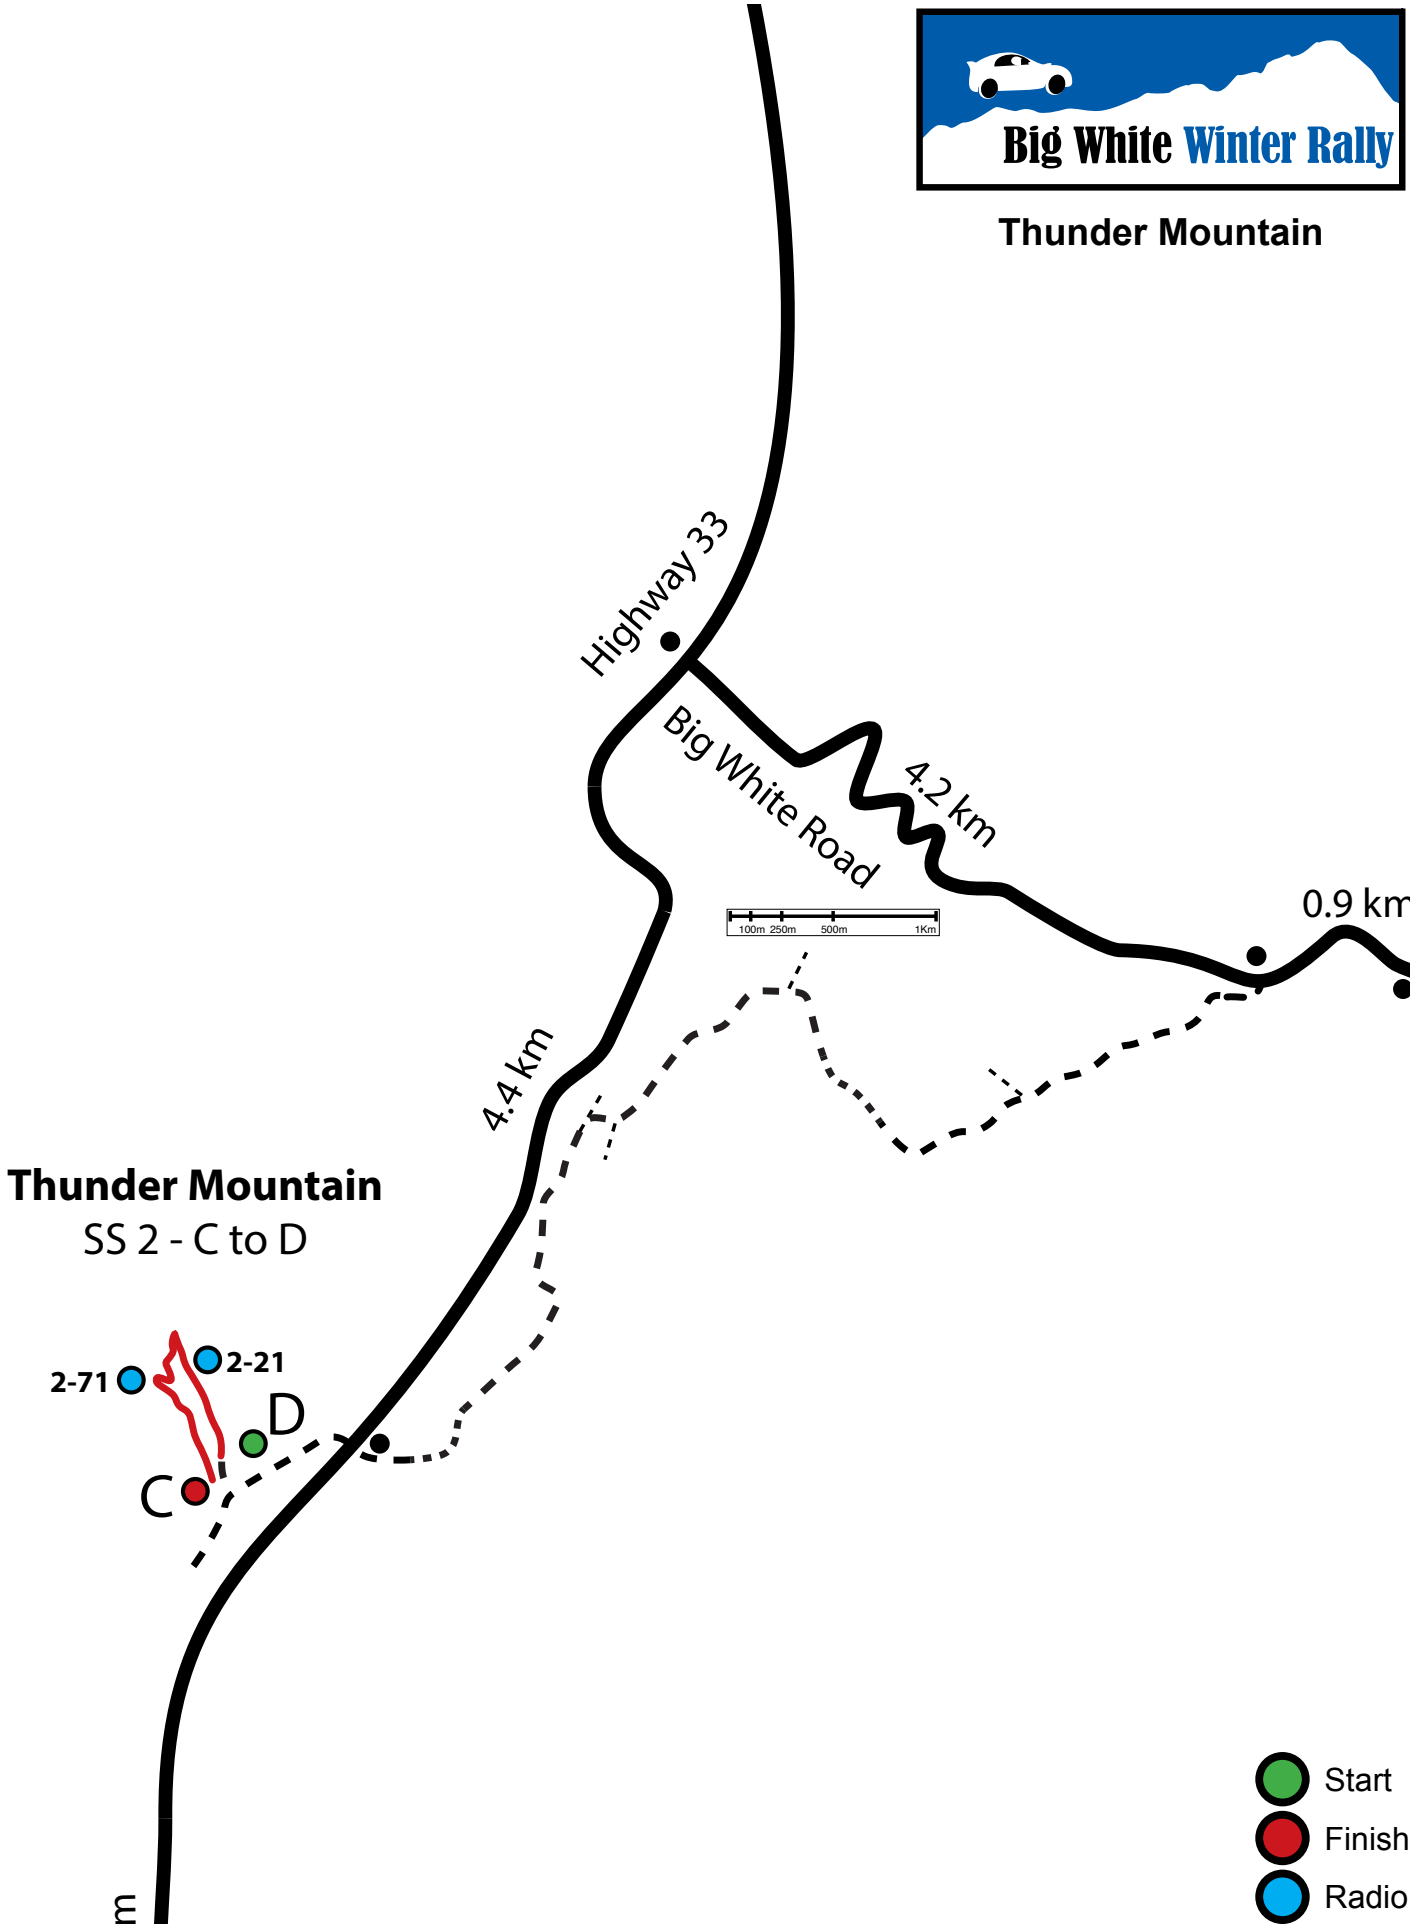 Big White Winter Rally
Thunder Mountain
Highway 33
Big White Road
4.2 km
0.9 km
100m 250m 500m 1Km
4.4 km
Thunder Mountain
SS 2 - C to D
2-21
2-71
D
C
Start
Finish
Radio
m